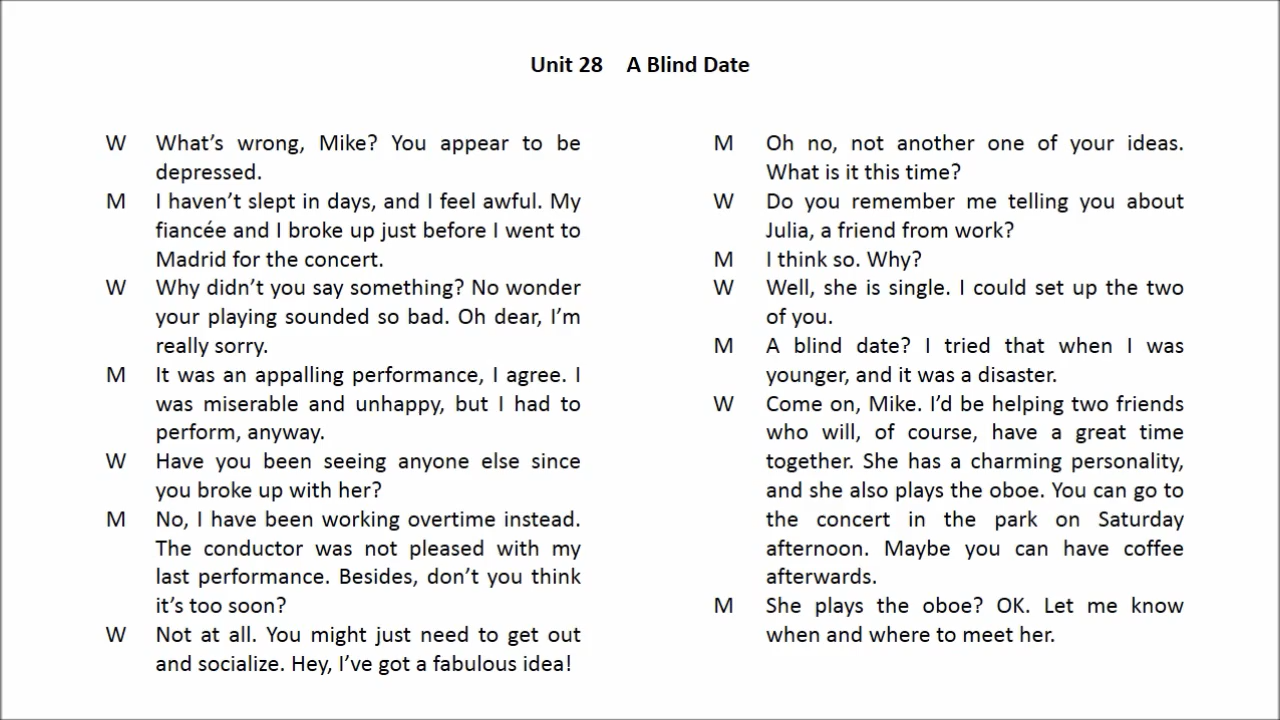 Unit 28 A Blind Date
W What's wrong, Mike? You appear to be
depressed.
M I haven't slept in days, and I feel awful. My
fiancée and I broke up just before I went to
Madrid for the concert.
W Why didn't you say something? No wonder
your playing sounded so bad. Oh dear, I'm
really sorry.
M It was an appalling performance, I agree. I
was miserable and unhappy, but I had to
perform, anyway.
W Have you been seeing anyone else since
you broke up with her?
M No, I have been working overtime instead.
The conductor was not pleased with my
last performance. Besides, don't you think
it's too soon?
W Not at all. You might just need to get out
and socialize. Hey, I've got a fabulous idea!
M Oh no, not another one of your ideas.
What is it this time?
W Do you remember me telling you about
Julia, a friend from work?
M I think so. Why?
W Well, she is single. I could set up the two
of you.
M A blind date? I tried that when I was
younger, and it was a disaster.
W Come on, Mike. I'd be helping two friends
who will, of course, have a great time
together. She has a charming personality,
and she also plays the oboe. You can go to
the concert in the park on Saturday
afternoon. Maybe you can have coffee
afterwards.
M She plays the oboe? OK. Let me know
when and where to meet her.